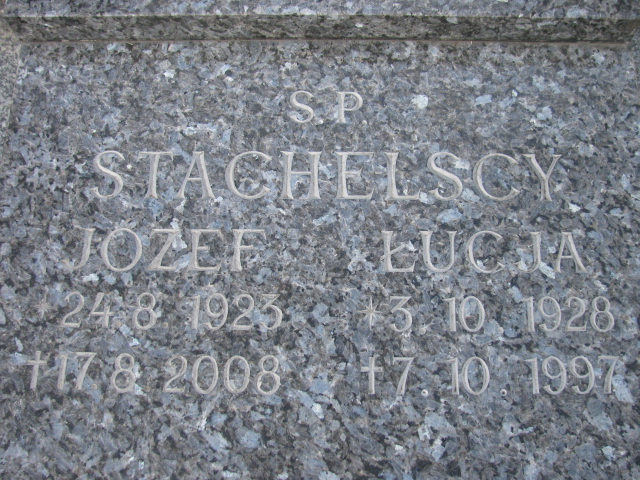 S.P
STACHELSCY
JÓZEF ŁUCJA
*24.8.1923 *3.10.1928
†17.8.2008 †7.10.1997